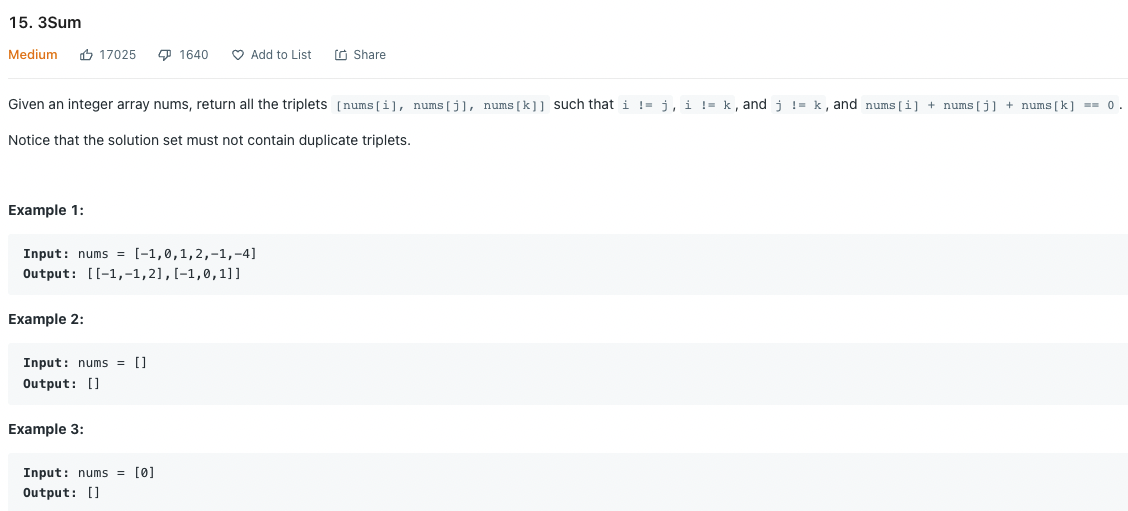 15. 3Sum
Medium 17025 1640 Add to List Share
Given an integer array nums, return all the triplets [nums[i], nums[j], nums[k]] such that i != j, i != k, and j != k, and nums[i] + nums[j] + nums[k] == 0.
Notice that the solution set must not contain duplicate triplets.
Example 1:
Input: nums = [-1,0,1,2,-1,-4]
Output: [[-1,-1,2],[-1,0,1]]
Example 2:
Input: nums = []
Output: []
Example 3:
Input: nums = [0]
Output: []